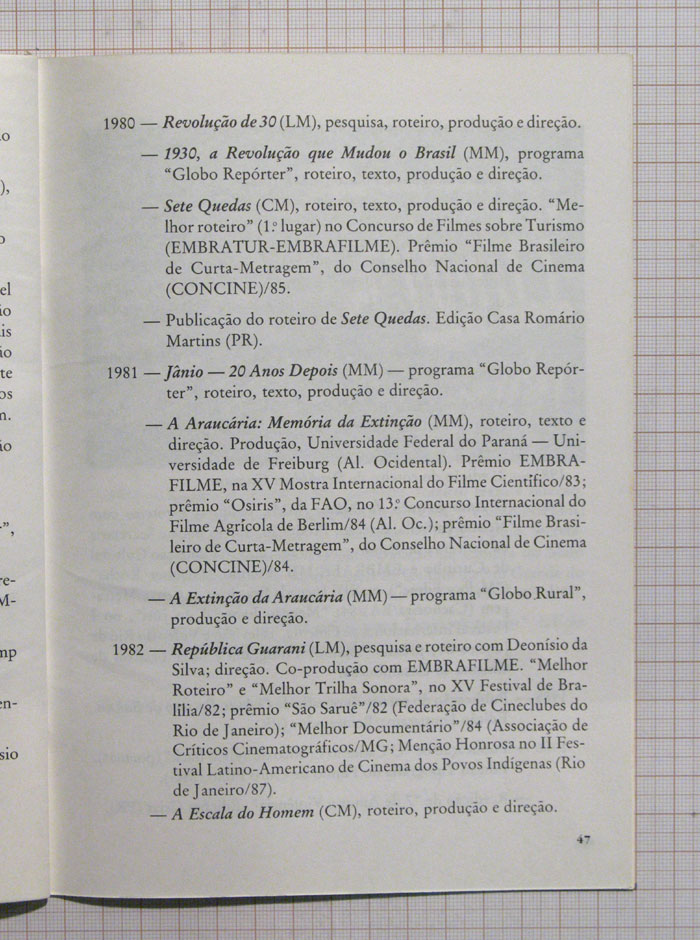 1980 — Revolução de 30 (LM), pesquisa, roteiro, produção e direção.
— 1930, a Revolução que Mudou o Brasil (MM), programa
“Globo Repórter”, roteiro, texto, produção e direção.
— Sete Quedas (CM), roteiro, texto, produção e direção. “Me-
lhor roteiro” (1.º lugar) no Concurso de Filmes sobre Turismo
(EMBRATUR-EMBRAFILME). Prêmio “Filme Brasileiro
de Curta-Metragem”, do Conselho Nacional de Cinema
(CONCINE)/85.
— Publicação do roteiro de Sete Quedas. Edição Casa Romário
Martins (PR).
1981 — Jânio — 20 Anos Depois (MM) — programa “Globo Repór-
ter”, roteiro, texto, produção e direção.
— A Araucária: Memória da Extinção (MM), roteiro, texto e
direção. Produção, Universidade Federal do Paraná — Uni-
versidade de Freiburg (Al. Ocidental). Prêmio EMBRA-
FILME, na XV Mostra Internacional do Filme Científico/83;
prêmio “Osiris”, da FAO, no 13.º Concurso Internacional do
Filme Agrícola de Berlim/84 (Al. Oc.); prêmio “Filme Brasi-
leiro de Curta-Metragem”, do Conselho Nacional de Cinema
(CONCINE)/84.
— A Extinção da Araucária (MM) — programa “Globo Rural”,
produção e direção.
1982 — República Guarani (LM), pesquisa e roteiro com Deonísio da
Silva; direção. Co-produção com EMBRAFILME. “Melhor
Roteiro” e “Melhor Trilha Sonora”, no XV Festival de Bra-
lília/82; prêmio “São Saruê”/82 (Federação de Cineclubes do
Rio de Janeiro); “Melhor Documentário”/84 (Associação de
Críticos Cinematográficos/MG; Menção Honrosa no II Fes-
tival Latino-Americano de Cinema dos Povos Indígenas (Rio
de Janeiro/87).
— A Escala do Homem (CM), roteiro, produção e direção.
47